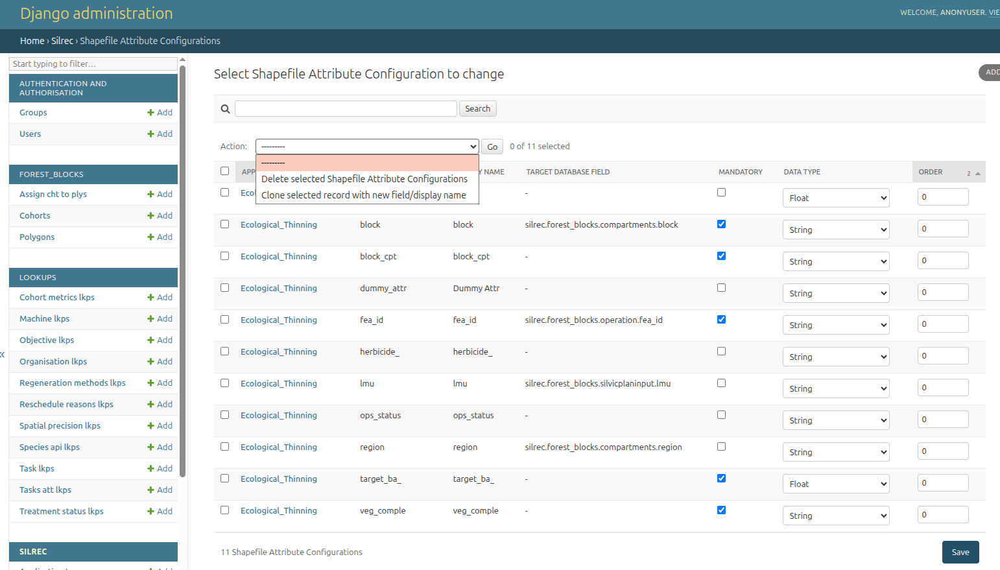 Django administration
WELCOME, ANONYUSER. VIE
Home › Silrec › Shapefile Attribute Configurations
Start typing to filter…
AUTHENTICATION AND
AUTHORISATION
Groups + Add
Users + Add
FOREST_BLOCKS
Assign cht to plys + Add
Cohorts + Add
Polygons + Add
LOOKUPS
Cohort metrics lkps + Add
Machine lkps + Add
Objective lkps + Add
Organisation lkps + Add
Regeneration methods lkps + Add
Reschedule reasons lkps + Add
Spatial precision lkps + Add
Species api lkps + Add
Task lkps + Add
Tasks att lkps + Add
Treatment status lkps + Add
SILREC
«
Select Shapefile Attribute Configuration to change
ADD
Search
Action: --------- Go 0 of 11 selected
---------
Delete selected Shapefile Attribute Configurations
Clone selected record with new field/display name
APP Y NAME TARGET DATABASE FIELD MANDATORY DATA TYPE ORDER 2
Ecol - Float 0
Ecological_Thinning block block silrec.forest_blocks.compartments.block String 0
Ecological_Thinning block_cpt block_cpt - String 0
Ecological_Thinning dummy_attr Dummy Attr - String 0
Ecological_Thinning fea_id fea_id silrec.forest_blocks.operation.fea_id String 0
Ecological_Thinning herbicide_ herbicide_ - String 0
Ecological_Thinning lmu lmu silrec.forest_blocks.silvicplaninput.lmu String 0
Ecological_Thinning ops_status ops_status - String 0
Ecological_Thinning region region silrec.forest_blocks.compartments.region String 0
Ecological_Thinning target_ba_ target_ba_ - Float 0
Ecological_Thinning veg_comple veg_comple - String 0
11 Shapefile Attribute Configurations
Save